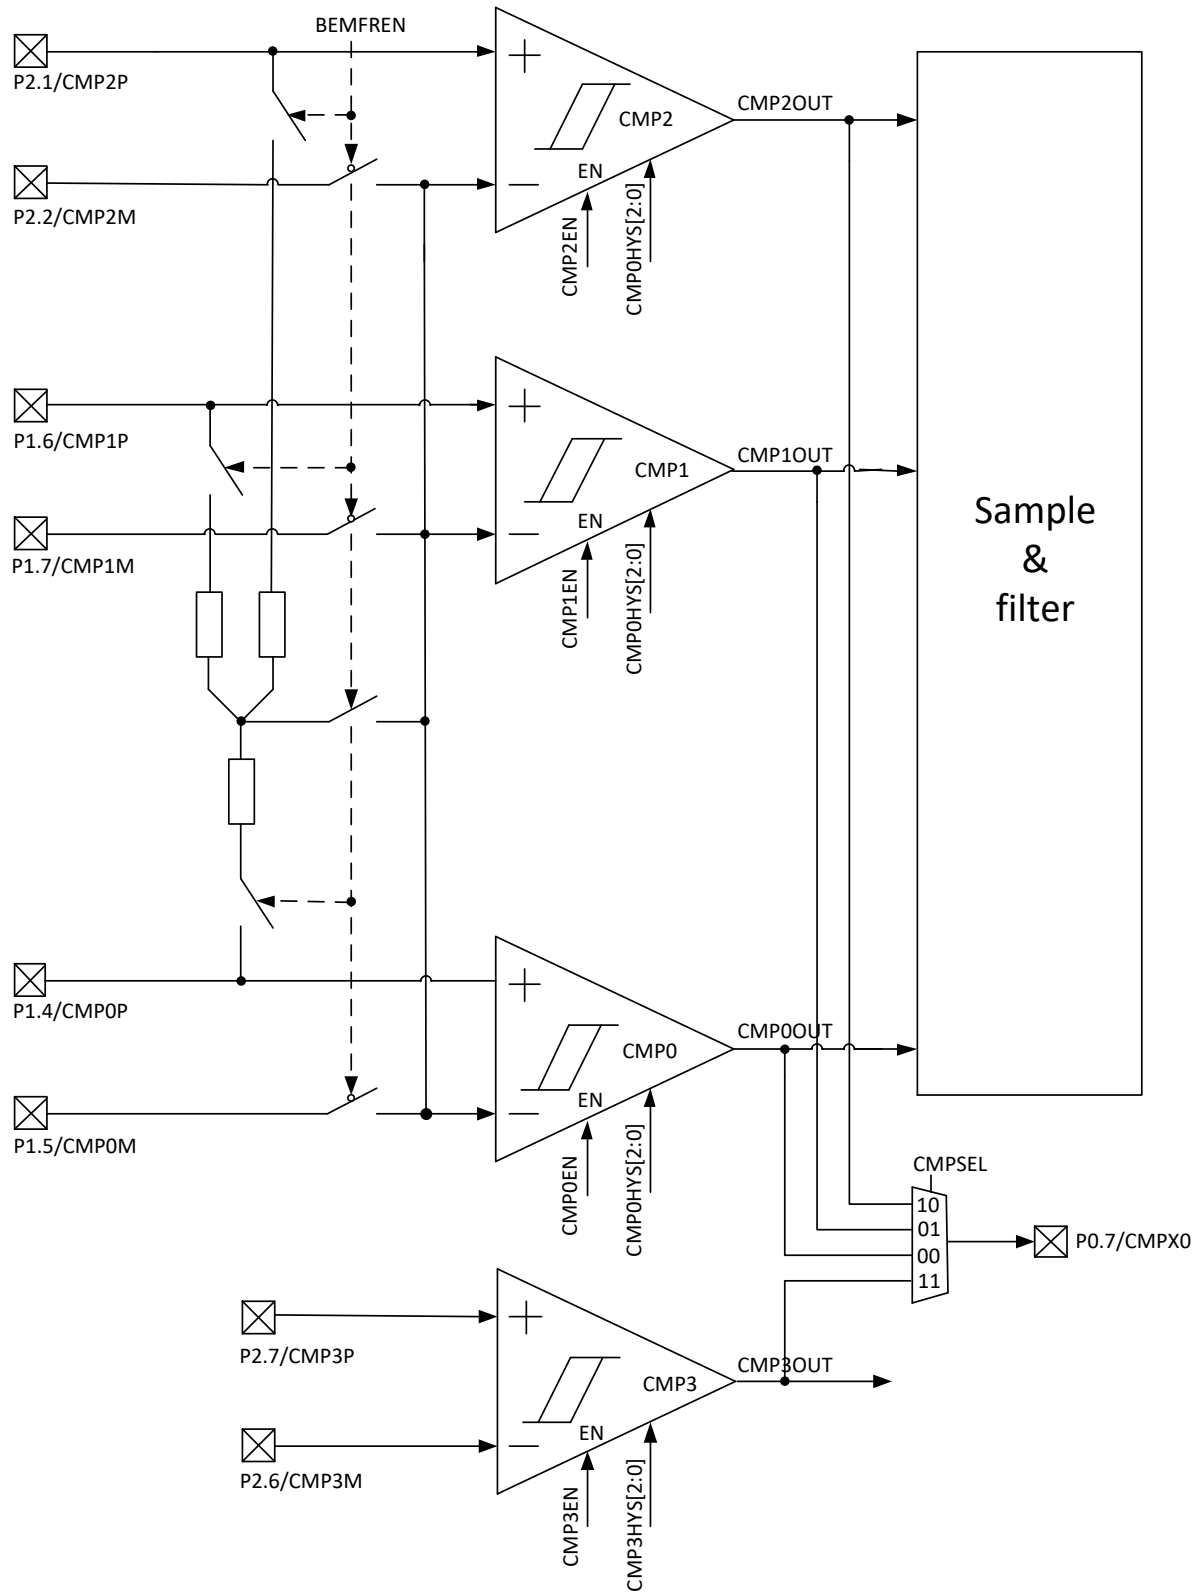 BEMFREN
P2.1/CMP2P
CMP2OUT
CMP2
EN
P2.2/CMP2M
CMP2EN
CMP0HYS[2:0]
P1.6/CMP1P
CMP1OUT
CMP1
EN
P1.7/CMP1M
CMP1EN
CMP0HYS[2:0]
Sample
&
filter
P1.4/CMP0P
CMP0OUT
CMP0
EN
P1.5/CMP0M
CMP0EN
CMP0HYS[2:0]
CMPSEL
10
01
00
11
P0.7/CMPX0
P2.7/CMP3P
CMP3OUT
CMP3
EN
P2.6/CMP3M
CMP3EN
CMP3HYS[2:0]